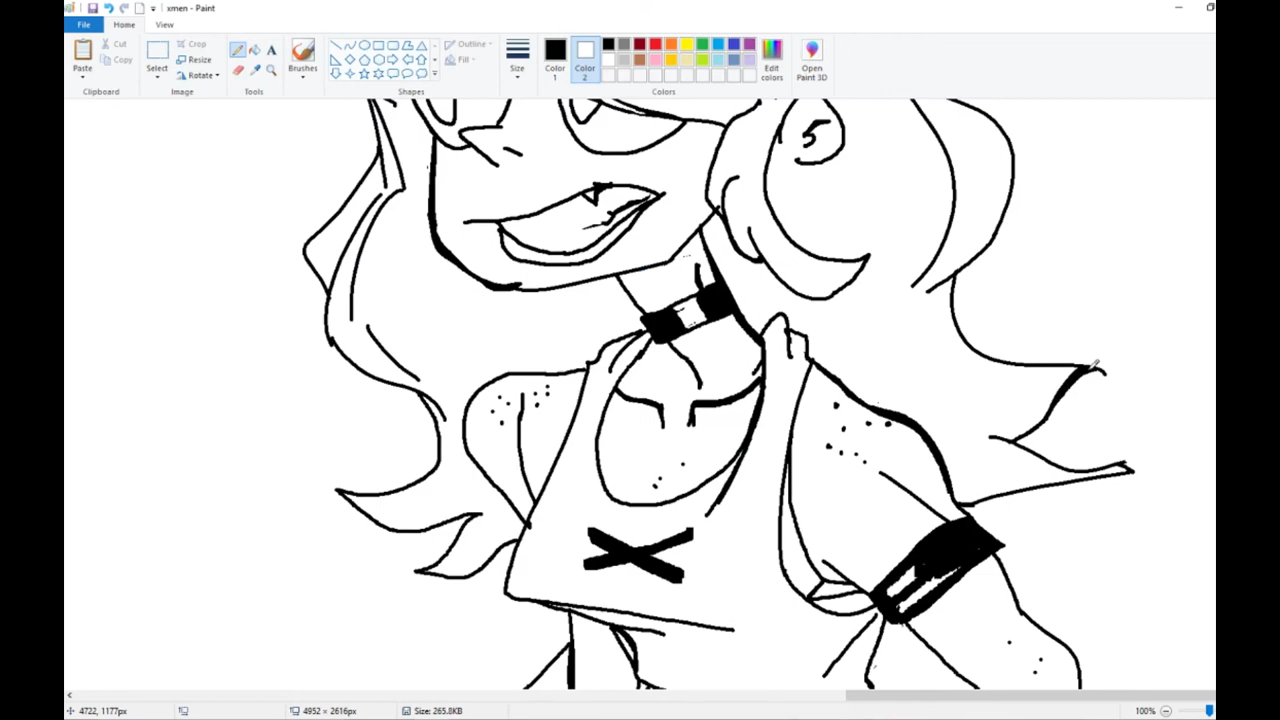 xmen - Paint
File Home View
Paste Cut Copy
Select Crop Resize Rotate
Brushes
Outline Fill
Size
Color 1
Color 2
Edit colors
Open Paint 3D
Clipboard Image Tools Shapes Colors
4722, 1177px 4952 × 2616px Size: 265.8KB 100%